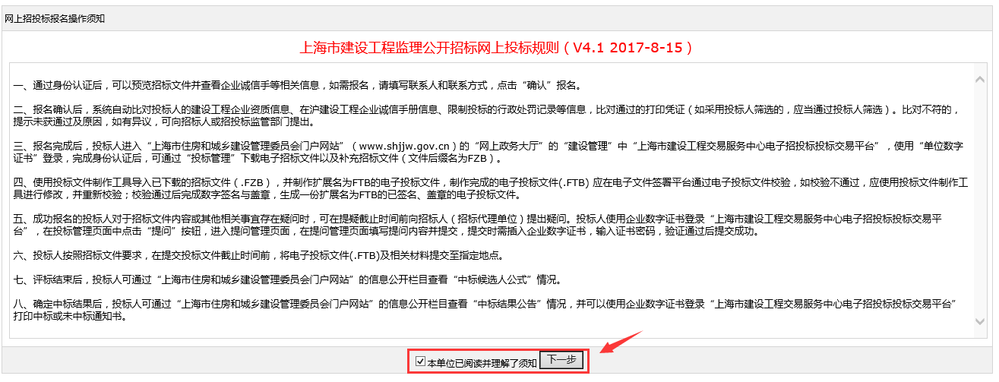 网上招投标报名操作须知
上海市建设工程监理公开招标网上投标规则（V4.1 2017-8-15）
一、通过身份认证后，可以预览招标文件并查看企业诚信手等相关信息，如需报名，请填写联系人和联系方式，点击“确认”报名。
二、报名确认后，系统自动比对投标人的建设工程企业资质信息、在沪建设工程企业诚信手册信息、限制投标的行政处罚记录等信息，比对通过的打印凭证（如采用投标人筛选的，应当通过投标人筛选）。比对不符的，
提示未获通过及原因，如有异议，可向招标人或招投标监管部门提出。
三、报名完成后，投标人进入“上海市住房和城乡建设管理委员会门户网站”（www.shjjw.gov.cn）的“网上政务大厅”的“建设管理”中“上海市建设工程交易服务中心电子招投标投标交易平台”，使用“单位数字
证书”登录，完成身份认证后，可通过“投标管理”下载电子招标文件以及补充招标文件（文件后缀名为FZB）。
四、使用投标文件制作工具导入已下载的招标文件（.FZB），并制作扩展名为FTB的电子投标文件，制作完成的电子投标文件(.FTB) 应在电子文件签署平台通过电子投标文件校验，如校验不通过，应使用投标文件制作工
具进行修改，并重新校验；校验通过后完成数字签名与盖章，生成一份扩展名为FTB的已签名、盖章的电子投标文件。
五、成功报名的投标人对于招标文件内容或其他相关事宜存在疑问时，可在提疑截止时间前向招标人（招标代理单位）提出疑问。投标人使用企业数字证书登录“上海市建设工程交易服务中心电子招投标投标交易平
台”，在投标管理页面中点击“提问”按钮，进入提问管理页面，在提问管理页面填写提问内容并提交，提交时需插入企业数字证书，输入证书密码，验证通过后提交成功。
六、投标人按照招标文件要求，在提交投标文件截止时间前，将电子投标文件(.FTB)及相关材料提交至指定地点。
七、评标结束后，投标人可通过“上海市住房和城乡建设管理委员会门户网站”的信息公开栏目查看“中标候选人公式”情况。
八、确定中标结果后，投标人可通过“上海市住房和城乡建设管理委员会门户网站”的信息公开栏目查看“中标结果公告”情况，并可以使用企业数字证书登录“上海市建设工程交易服务中心电子招投标投标交易平台”
打印中标或未中标通知书。
本单位已阅读并理解了须知 下一步